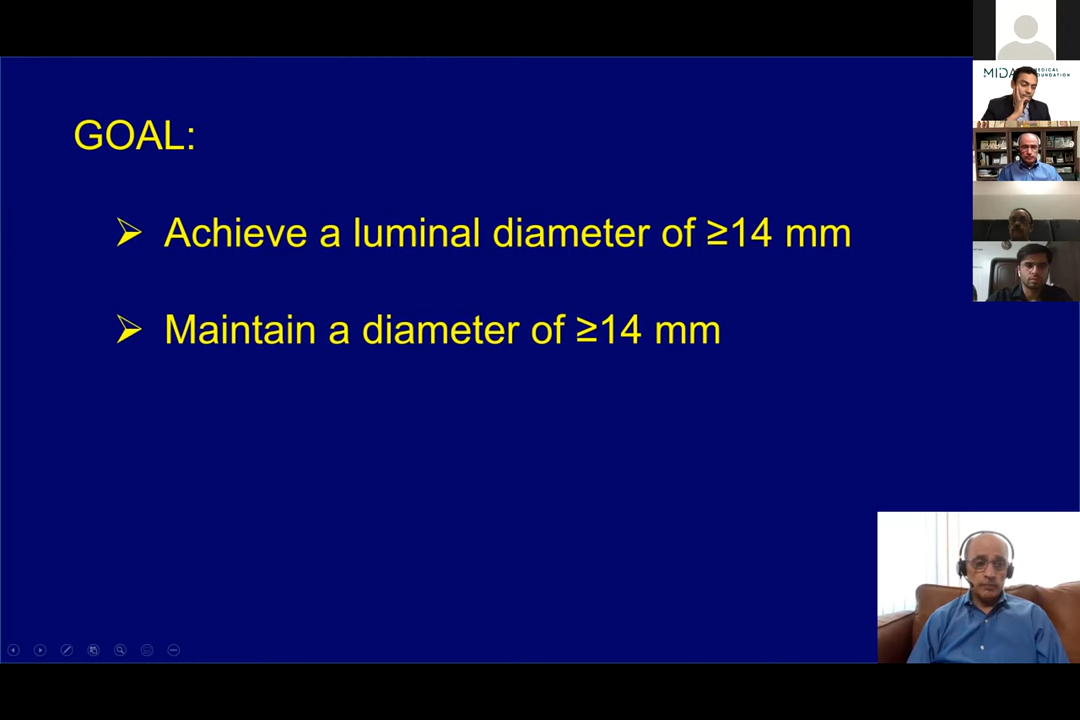 GOAL:
➢ Achieve a luminal diameter of ≥14 mm
➢ Maintain a diameter of ≥14 mm